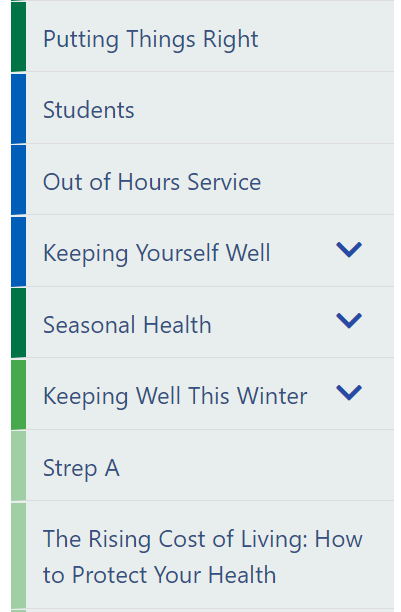 Putting Things Right
Students
Out of Hours Service
Keeping Yourself Well
Seasonal Health
Keeping Well This Winter
Strep A
The Rising Cost of Living: How
to Protect Your Health